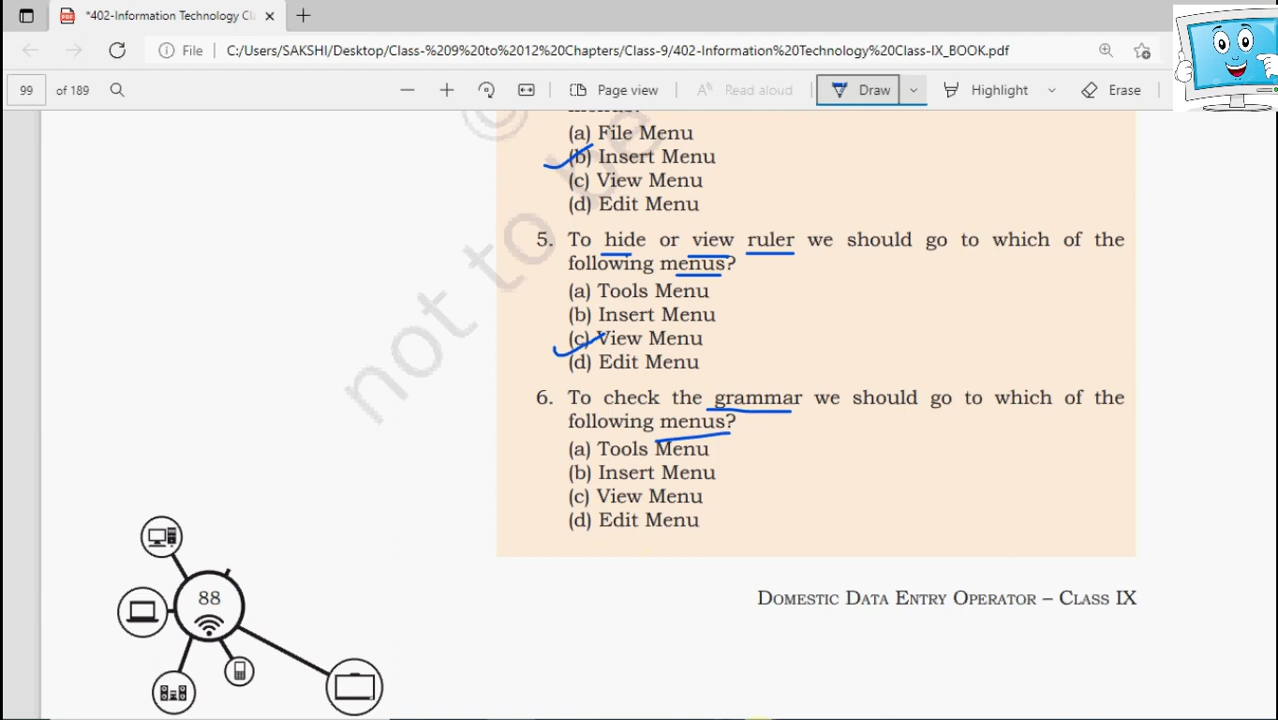 *402-Information Technology Cl
File
C:/Users/SAKSHI/Desktop/Class-%209%20to%2012%20Chapters/Class-9/402-Information%20Technology%20Class-IX_BOOK.pdf
99 of 189
Page view
Read aloud
Draw
Highlight
Erase
(a) File Menu
(b) Insert Menu
(c) View Menu
(d) Edit Menu
5. To hide or view ruler we should go to which of the
following menus?
(a) Tools Menu
(b) Insert Menu
(c) View Menu
(d) Edit Menu
6. To check the grammar we should go to which of the
following menus?
(a) Tools Menu
(b) Insert Menu
(c) View Menu
(d) Edit Menu
not to be
88
DOMESTIC DATA ENTRY OPERATOR – CLASS IX